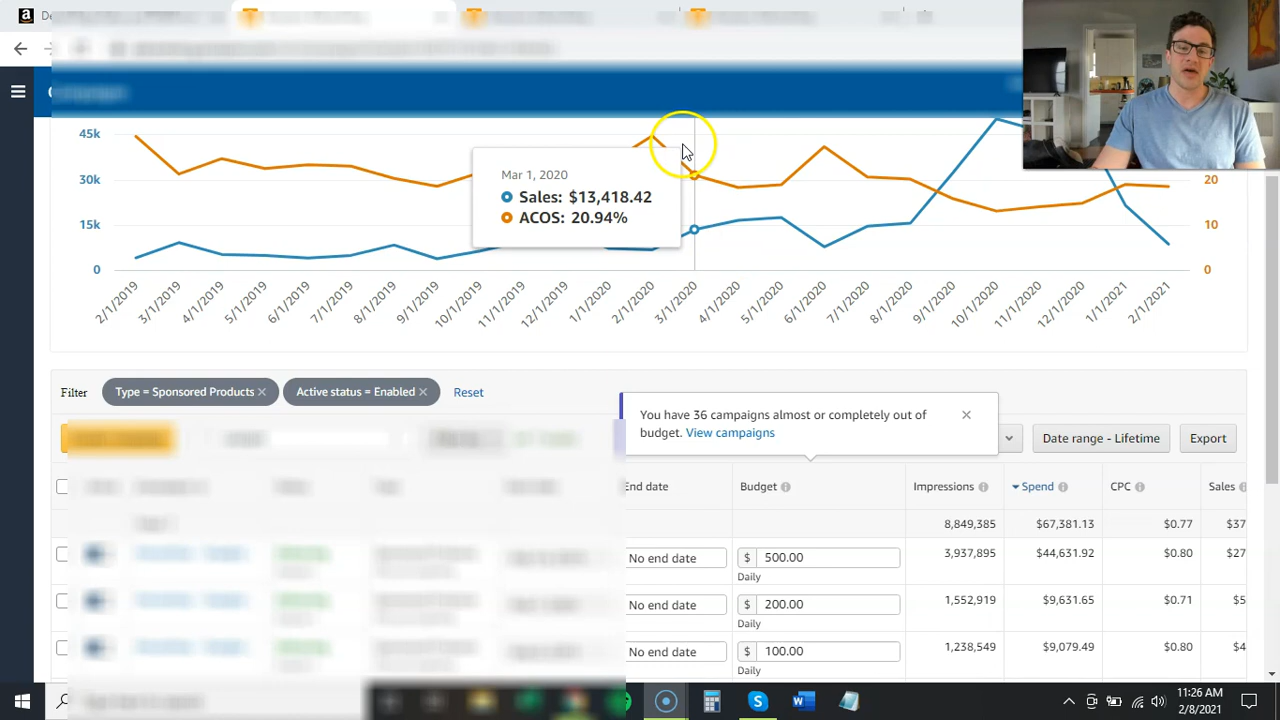 45k
30k
15k
0
20
10
0
Mar 1, 2020
Sales: $13,418.42
ACOS: 20.94%
2/1/2019
3/1/2019
4/1/2019
5/1/2019
6/1/2019
7/1/2019
8/1/2019
9/1/2019
10/1/2019
11/1/2019
12/1/2019
1/1/2020
2/1/2020
3/1/2020
4/1/2020
5/1/2020
6/1/2020
7/1/2020
8/1/2020
9/1/2020
10/1/2020
11/1/2020
12/1/2020
1/1/2021
2/1/2021
Filter Type = Sponsored Products Active status = Enabled Reset
You have 36 campaigns almost or completely out of
budget. View campaigns
Date range - Lifetime Export
End date Budget Impressions Spend CPC Sales
8,849,385 $67,381.13 $0.77 $37
No end date $ 500.00 3,937,895 $44,631.92 $0.80 $27
Daily
No end date $ 200.00 1,552,919 $9,631.65 $0.71 $5
Daily
No end date $ 100.00 1,238,549 $9,079.49 $0.80 $4
Daily
11:26 AM
2/8/2021